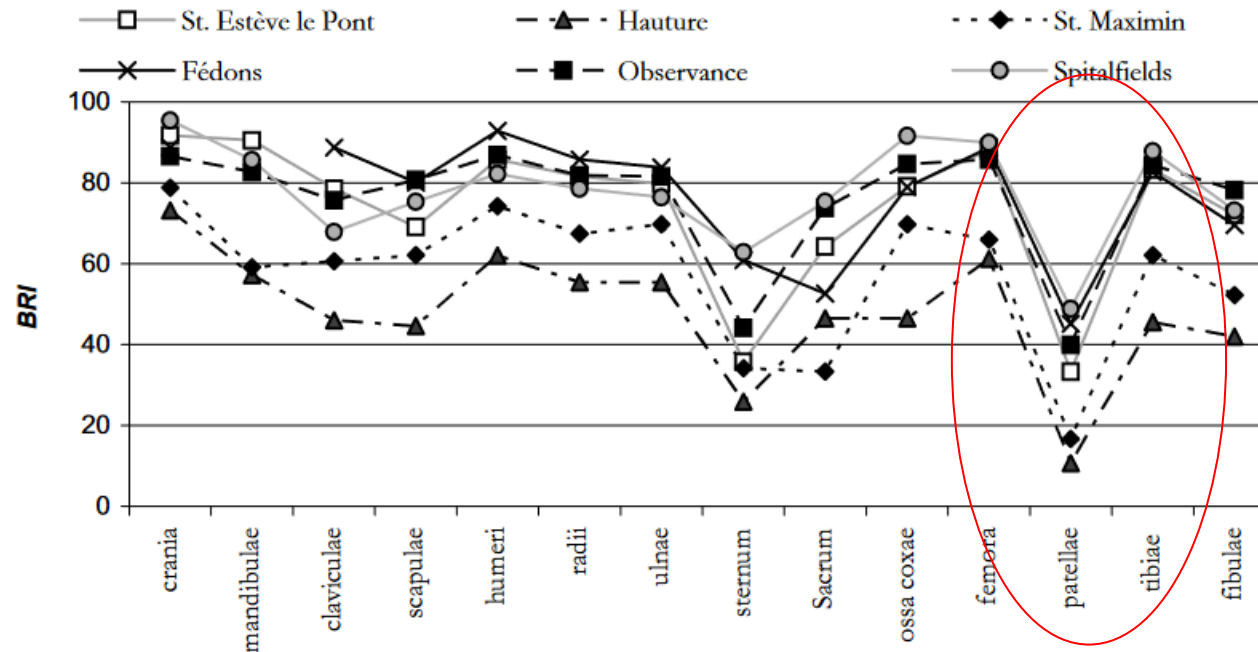 St. Estève le Pont Hauture St. Maximin
Fédons Observance Spitalfields
100
80
60
40
20
0
BRI
crania
mandibulae
claviculae
scapulae
humeri
radii
ulnae
sternum
Sacrum
ossa coxae
femora
patellae
tibiae
fibulae